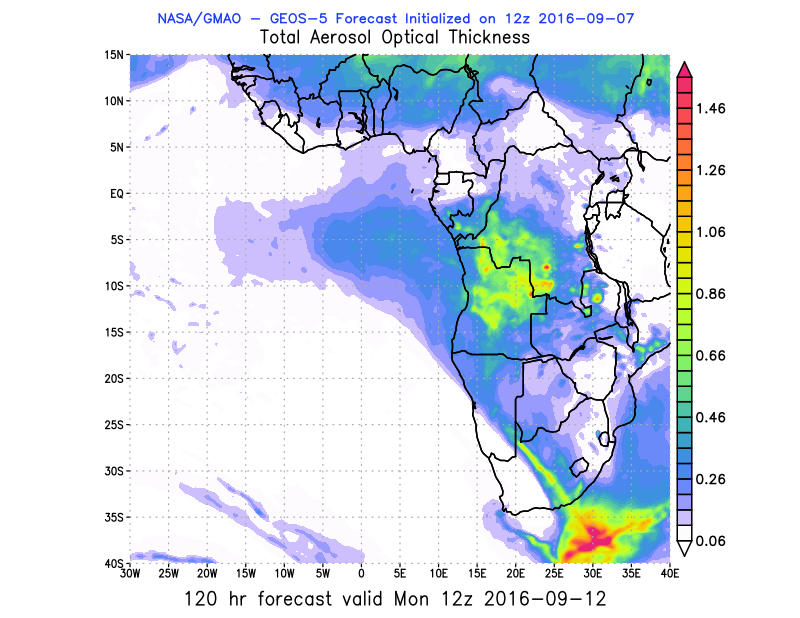 NASA/GMAO - GEOS-5 Forecast Initialized on 12z 2016-09-07
Total Aerosol Optical Thickness
15N
10N
5N
EQ
5S
10S
15S
20S
25S
30S
35S
40S
30W 25W 20W 15W 10W 5W 0 5E 10E 15E 20E 25E 30E 35E 40E
1.46
1.26
1.06
0.86
0.66
0.46
0.26
0.06
120 hr forecast valid Mon 12z 2016-09-12